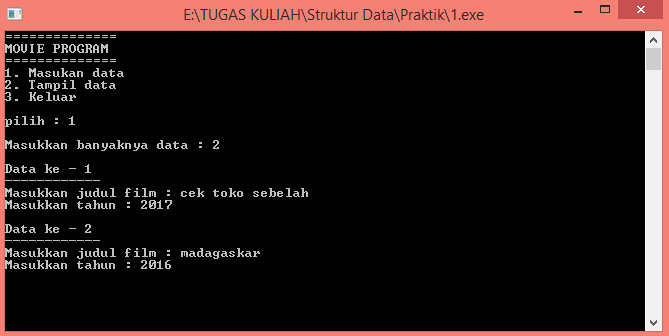 E:\TUGAS KULIAH\Struktur Data\Praktik\1.exe
==============
MOVIE PROGRAM
==============
1. Masukan data
2. Tampil data
3. Keluar
pilih : 1
Masukkan banyaknya data : 2
Data ke - 1
------------
Masukkan judul film : cek toko sebelah
Masukkan tahun : 2017
Data ke - 2
------------
Masukkan judul film : madagaskar
Masukkan tahun : 2016